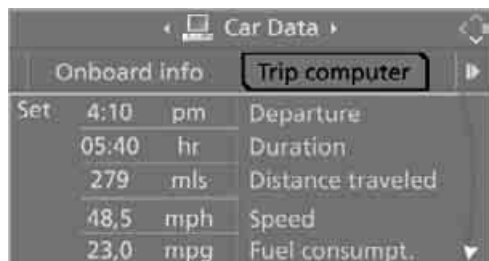 Car Data
Onboard info Trip computer
Set 4:10 pm Departure
05:40 hr Duration
279 mls Distance traveled
48,5 mph Speed
23,0 mpg Fuel consumpt.